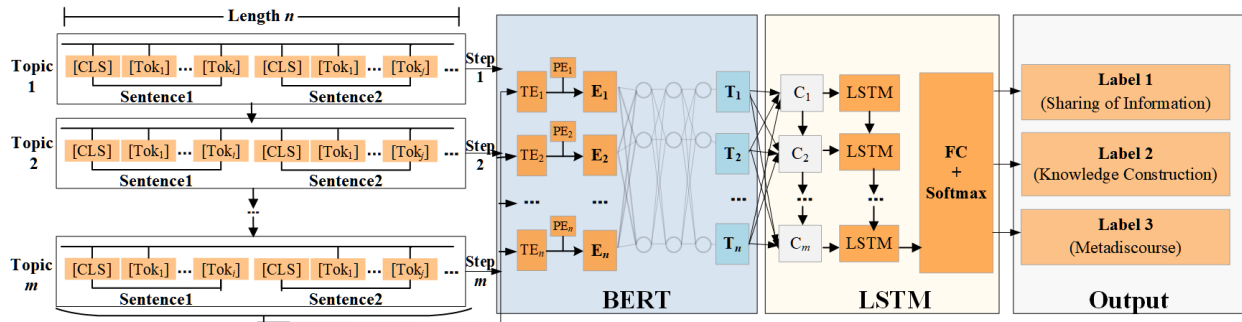 Length n
Topic 1
[CLS] [Tok1] ... [Toki] [CLS] [Tok1] ... [Tokj] ...
Sentence1 Sentence2
Step 1
Topic 2
[CLS] [Tok1] ... [Toki] [CLS] [Tok1] ... [Tokj] ...
Sentence1 Sentence2
Step 2
...
Topic m
[CLS] [Tok1] ... [Toki] [CLS] [Tok1] ... [Tokj] ...
Sentence1 Sentence2
Step m
PE1
TE1 E1 T1
PE2
TE2 E2 T2
... ... ...
PEn
TEn En Tn
BERT
C1 LSTM
C2 LSTM
... ...
Cm LSTM
FC
+
Softmax
LSTM
Label 1
(Sharing of Information)
Label 2
(Knowledge Construction)
Label 3
(Metadiscourse)
Output